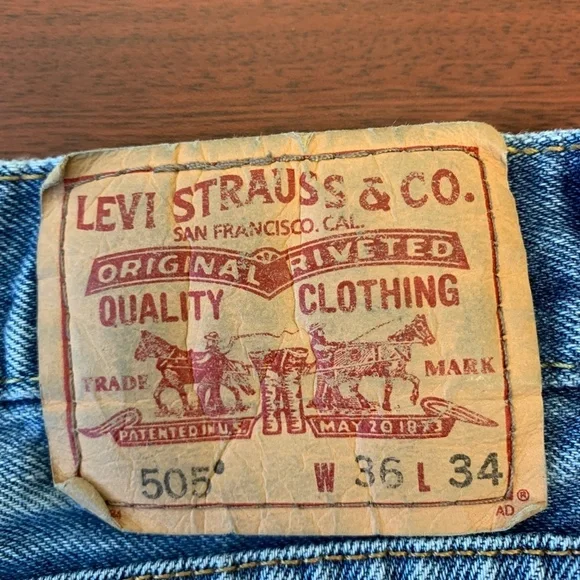 LEVI STRAUSS & CO.
SAN FRANCISCO. CAL.
ORIGINAL RIVETED
QUALITY CLOTHING
TRADE MARK
PATENTED IN U.S. MAY 20 1873
505 W 36 L 34
®
AD